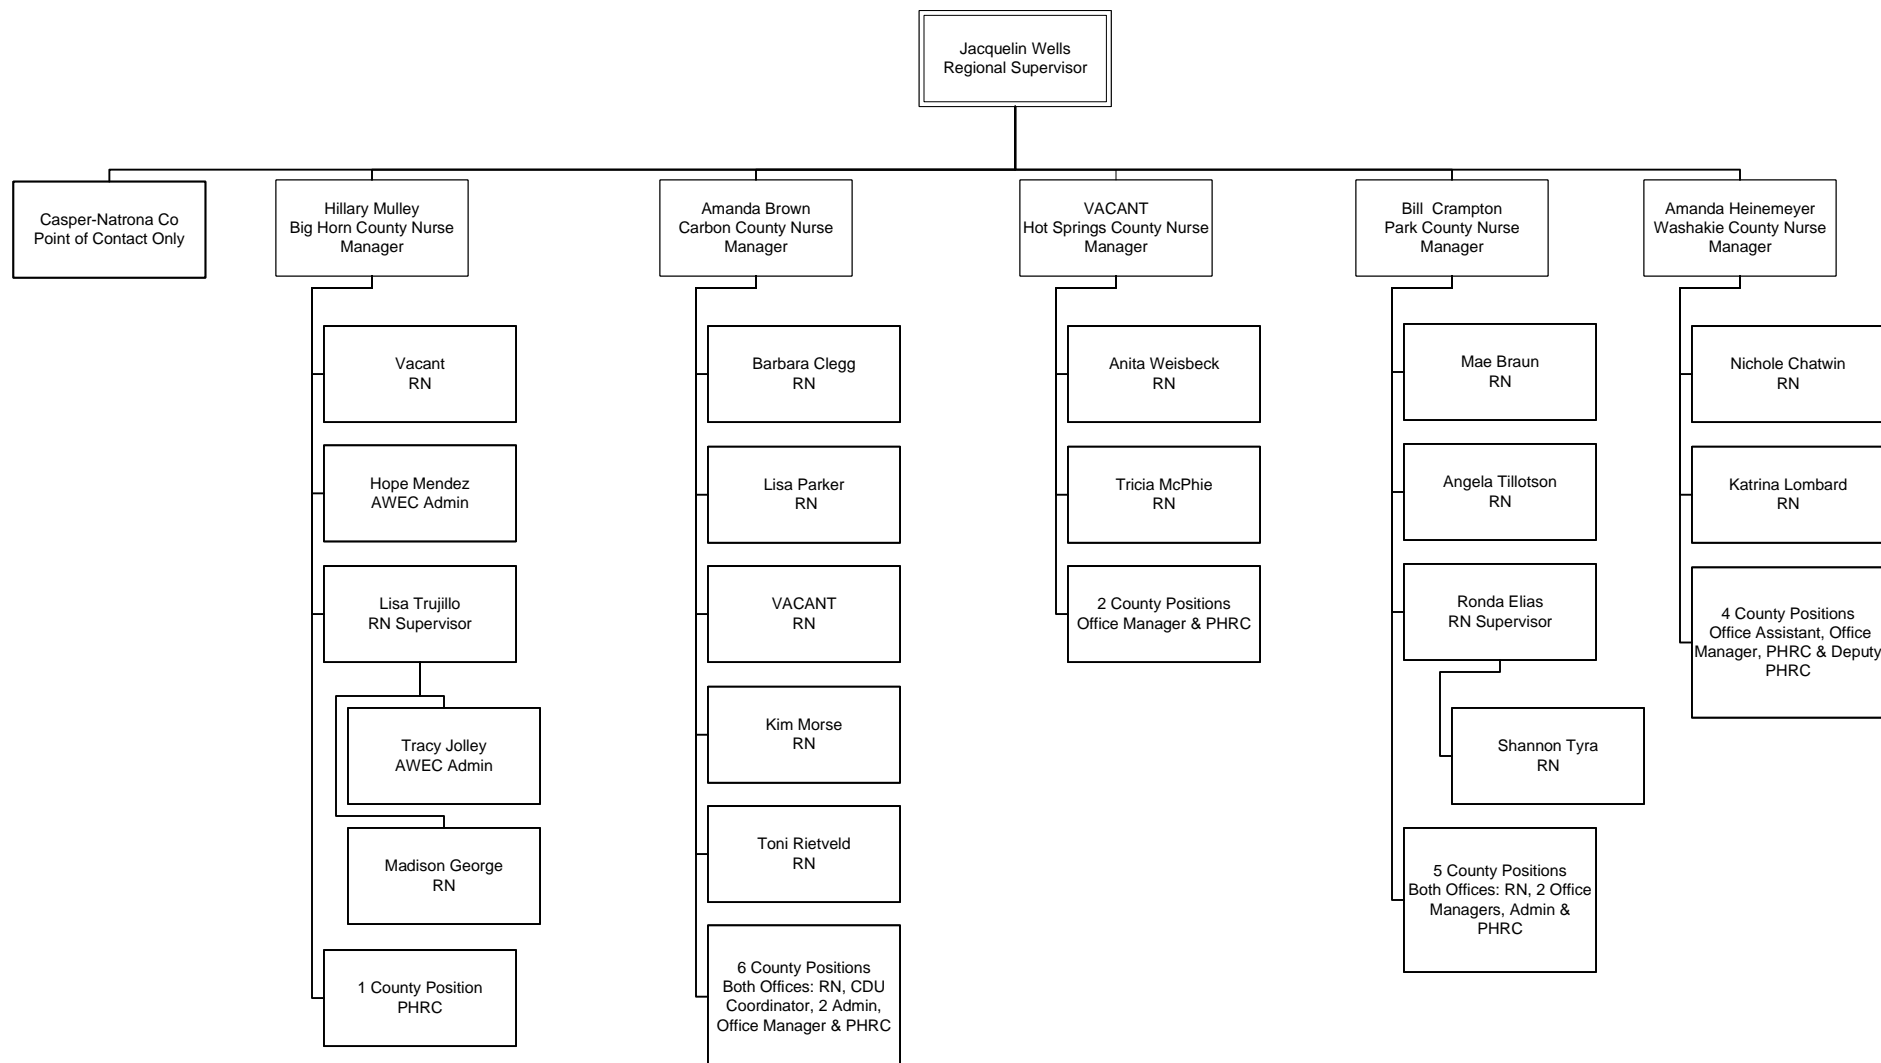 Jacquelin Wells
Regional Supervisor
Casper-Natrona Co
Point of Contact Only
Hillary Mulley
Big Horn County Nurse
Manager
Amanda Brown
Carbon County Nurse
Manager
VACANT
Hot Springs County Nurse
Manager
Bill Crampton
Park County Nurse
Manager
Amanda Heinemeyer
Washakie County Nurse
Manager
Vacant
RN
Hope Mendez
AWEC Admin
Lisa Trujillo
RN Supervisor
Tracy Jolley
AWEC Admin
Madison George
RN
1 County Position
PHRC
Barbara Clegg
RN
Lisa Parker
RN
VACANT
RN
Kim Morse
RN
Toni Rietveld
RN
6 County Positions
Both Offices: RN, CDU
Coordinator, 2 Admin,
Office Manager & PHRC
Anita Weisbeck
RN
Tricia McPhie
RN
2 County Positions
Office Manager & PHRC
Mae Braun
RN
Angela Tillotson
RN
Ronda Elias
RN Supervisor
Shannon Tyra
RN
5 County Positions
Both Offices: RN, 2 Office
Managers, Admin &
PHRC
Nichole Chatwin
RN
Katrina Lombard
RN
4 County Positions
Office Assistant, Office
Manager, PHRC & Deputy
PHRC